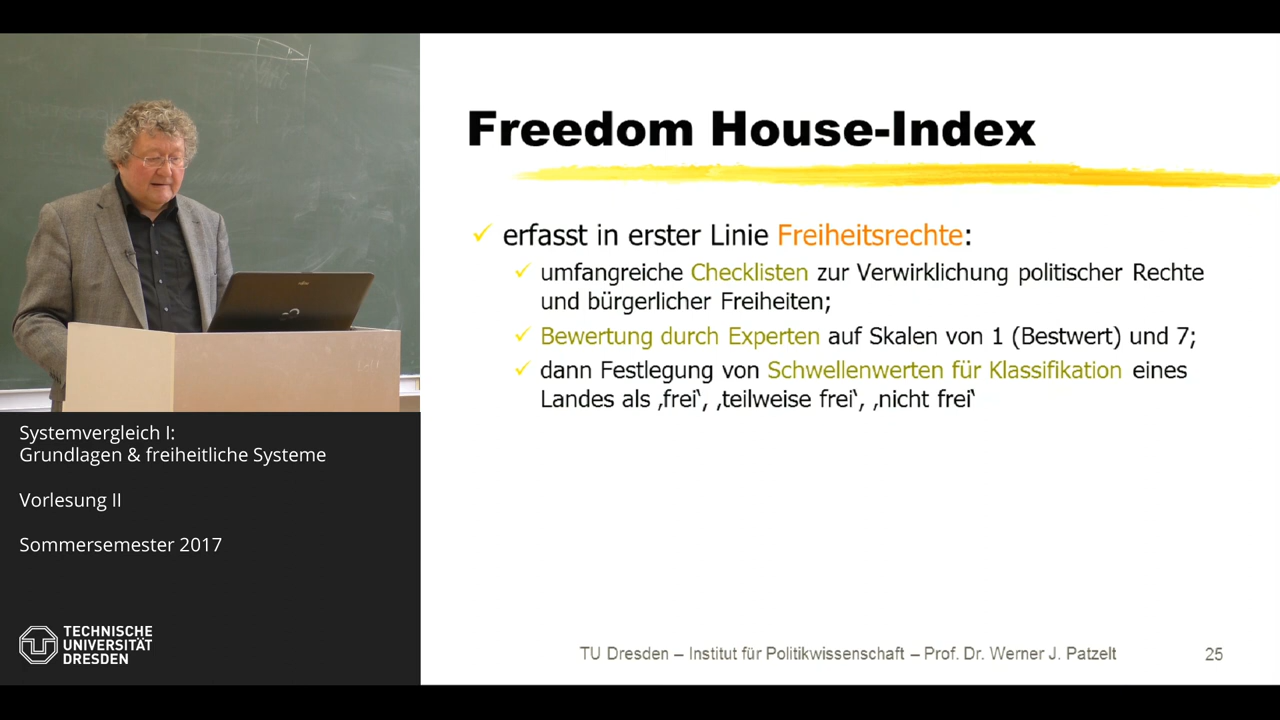 Freedom House-Index
erfasst in erster Linie Freiheitsrechte:
umfangreiche Checklisten zur Verwirklichung politischer Rechte
und bürgerlicher Freiheiten;
Bewertung durch Experten auf Skalen von 1 (Bestwert) und 7;
dann Festlegung von Schwellenwerten für Klassifikation eines
Landes als ‚frei‘, ‚teilweise frei‘, ‚nicht frei‘
Systemvergleich I:
Grundlagen & freiheitliche Systeme
Vorlesung II
Sommersemester 2017
TECHNISCHE
UNIVERSITÄT
DRESDEN
TU Dresden – Institut für Politikwissenschaft – Prof. Dr. Werner J. Patzelt
25